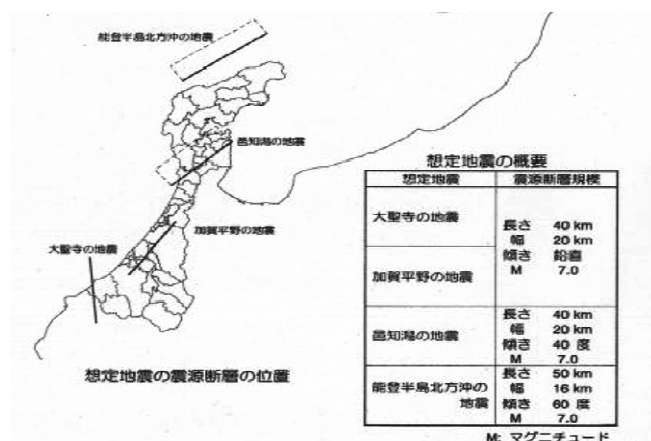 能登半島北方沖の地震
邑知潟の地震
加賀平野の地震
大聖寺の地震
想定地震の震源断層の位置
想定地震の概要
想定地震 震源断層規模
大聖寺の地震
加賀平野の地震
長さ 40 km
幅 20 km
傾き 鉛直
M 7.0
邑知潟の地震
長さ 40 km
幅 20 km
傾き 40 度
M 7.0
能登半島北方沖の
地震
長さ 50 km
幅 16 km
傾き 60 度
M 7.0
M: マグニチュード